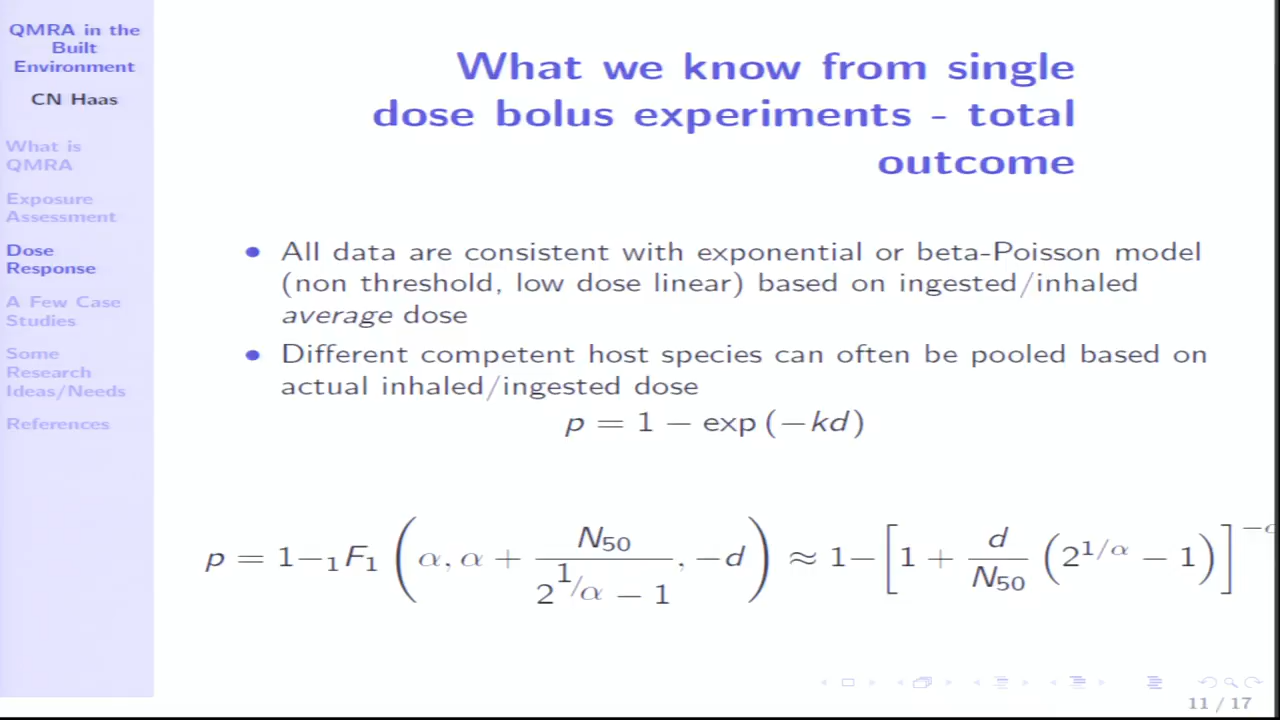 QMRA in the
Built
Environment
CN Haas
What is
QMRA
Exposure
Assessment
Dose
Response
A Few Case
Studies
Some
Research
Ideas/Needs
References
What we know from single
dose bolus experiments - total
outcome
• All data are consistent with exponential or beta-Poisson model
(non threshold, low dose linear) based on ingested/inhaled
average dose
• Different competent host species can often be pooled based on
actual inhaled/ingested dose
p = 1 − exp (−kd)
p = 1−₁F₁ (α, α + N₅₀ / (2^{1/α} − 1), −d) ≈ 1− [1 + d/N₅₀ (2^{1/α} − 1)]^−
11 / 17